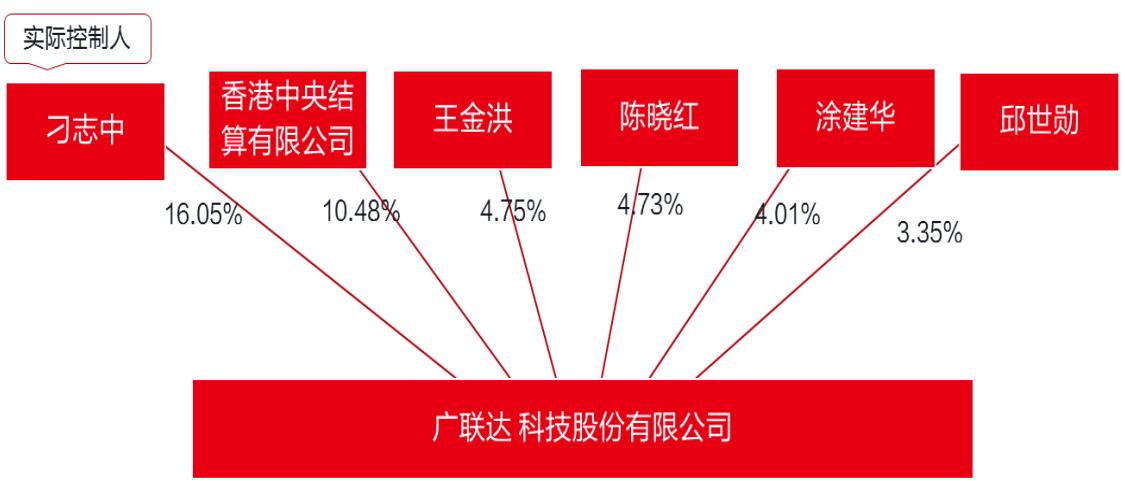 实际控制人
刁志中
香港中央结
算有限公司
王金洪
陈晓红
涂建华
邱世勋
16.05%
10.48%
4.75%
4.73%
4.01%
3.35%
广联达 科技股份有限公司